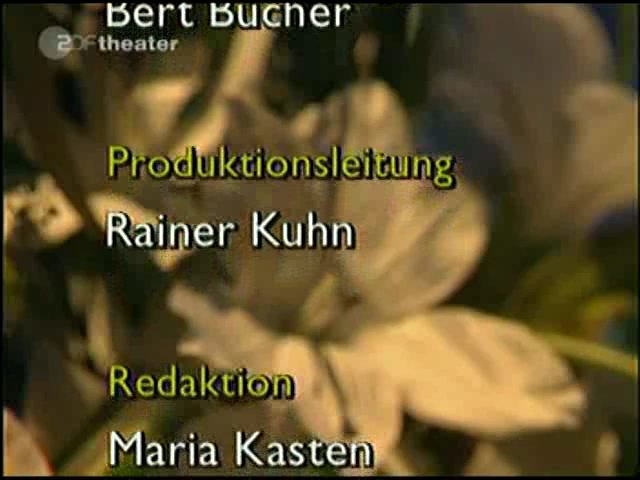 Bert Bucher
ZDFtheater
Produktionsleitung
Rainer Kuhn
Redaktion
Maria Kasten